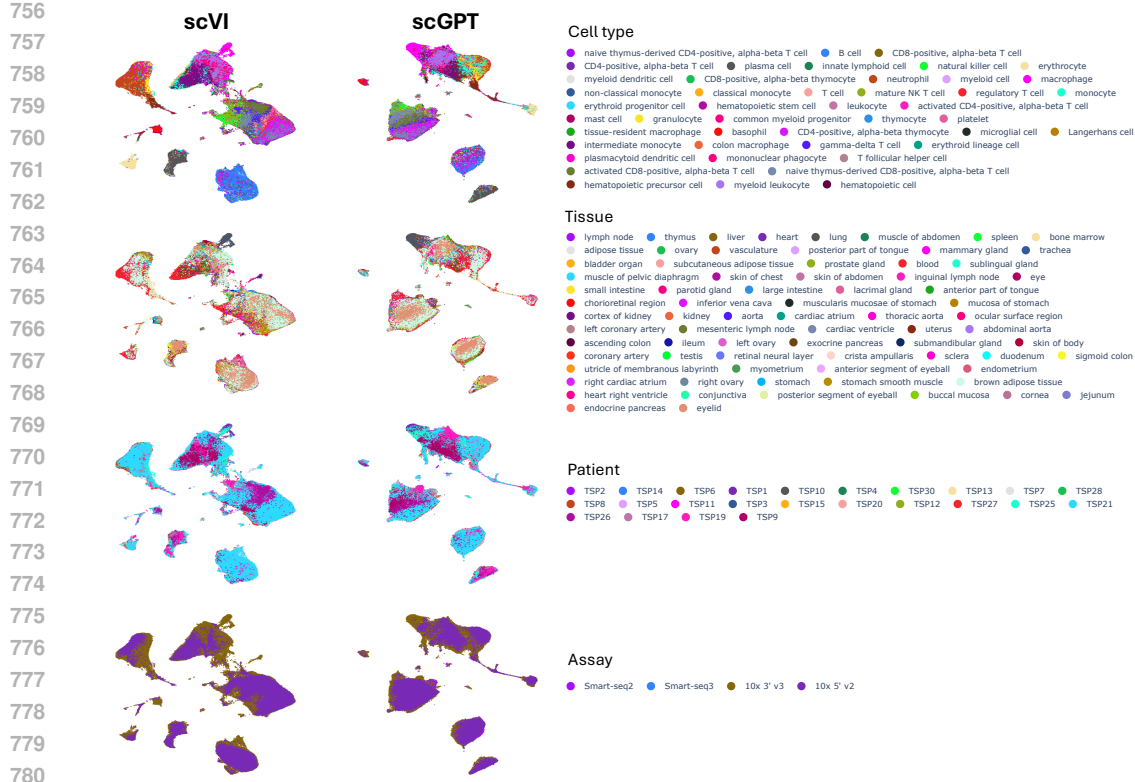 756
757
758
759
760
761
762
763
764
765
766
767
768
769
770
771
772
773
774
775
776
777
778
779
780
scVI scGPT
Cell type
naive thymus-derived CD4-positive, alpha-beta T cell B cell CD8-positive, alpha-beta T cell
CD4-positive, alpha-beta T cell plasma cell innate lymphoid cell natural killer cell erythrocyte
myeloid dendritic cell CD8-positive, alpha-beta thymocyte neutrophil myeloid cell macrophage
non-classical monocyte classical monocyte T cell mature NK T cell regulatory T cell monocyte
erythroid progenitor cell hematopoietic stem cell leukocyte activated CD4-positive, alpha-beta T cell
mast cell granulocyte common myeloid progenitor thymocyte platelet
tissue-resident macrophage basophil CD4-positive, alpha-beta thymocyte microglial cell Langerhans cell
intermediate monocyte colon macrophage gamma-delta T cell erythroid lineage cell
plasmacytoid dendritic cell mononuclear phagocyte T follicular helper cell
activated CD8-positive, alpha-beta T cell naive thymus-derived CD8-positive, alpha-beta T cell
hematopoietic precursor cell myeloid leukocyte hematopoietic cell
Tissue
lymph node thymus liver heart lung muscle of abdomen spleen bone marrow
adipose tissue ovary vasculature posterior part of tongue mammary gland trachea
bladder organ subcutaneous adipose tissue prostate gland blood sublingual gland
muscle of pelvic diaphragm skin of chest skin of abdomen inguinal lymph node eye
small intestine parotid gland large intestine lacrimal gland anterior part of tongue
chorioretinal region inferior vena cava muscularis mucosae of stomach mucosa of stomach
cortex of kidney kidney aorta cardiac atrium thoracic aorta ocular surface region
left coronary artery mesenteric lymph node cardiac ventricle uterus abdominal aorta
ascending colon ileum left ovary exocrine pancreas submandibular gland skin of body
coronary artery testis retinal neural layer crista ampullaris sclera duodenum sigmoid colon
utricle of membranous labyrinth myometrium anterior segment of eyeball endometrium
right cardiac atrium right ovary stomach stomach smooth muscle brown adipose tissue
heart right ventricle conjunctiva posterior segment of eyeball buccal mucosa cornea jejunum
endocrine pancreas eyelid
Patient
TSP2 TSP14 TSP6 TSP1 TSP10 TSP4 TSP30 TSP13 TSP7 TSP28
TSP8 TSP5 TSP11 TSP3 TSP15 TSP20 TSP12 TSP27 TSP25 TSP21
TSP26 TSP17 TSP19 TSP9
Assay
Smart-seq2 Smart-seq3 10x 3' v3 10x 5' v2